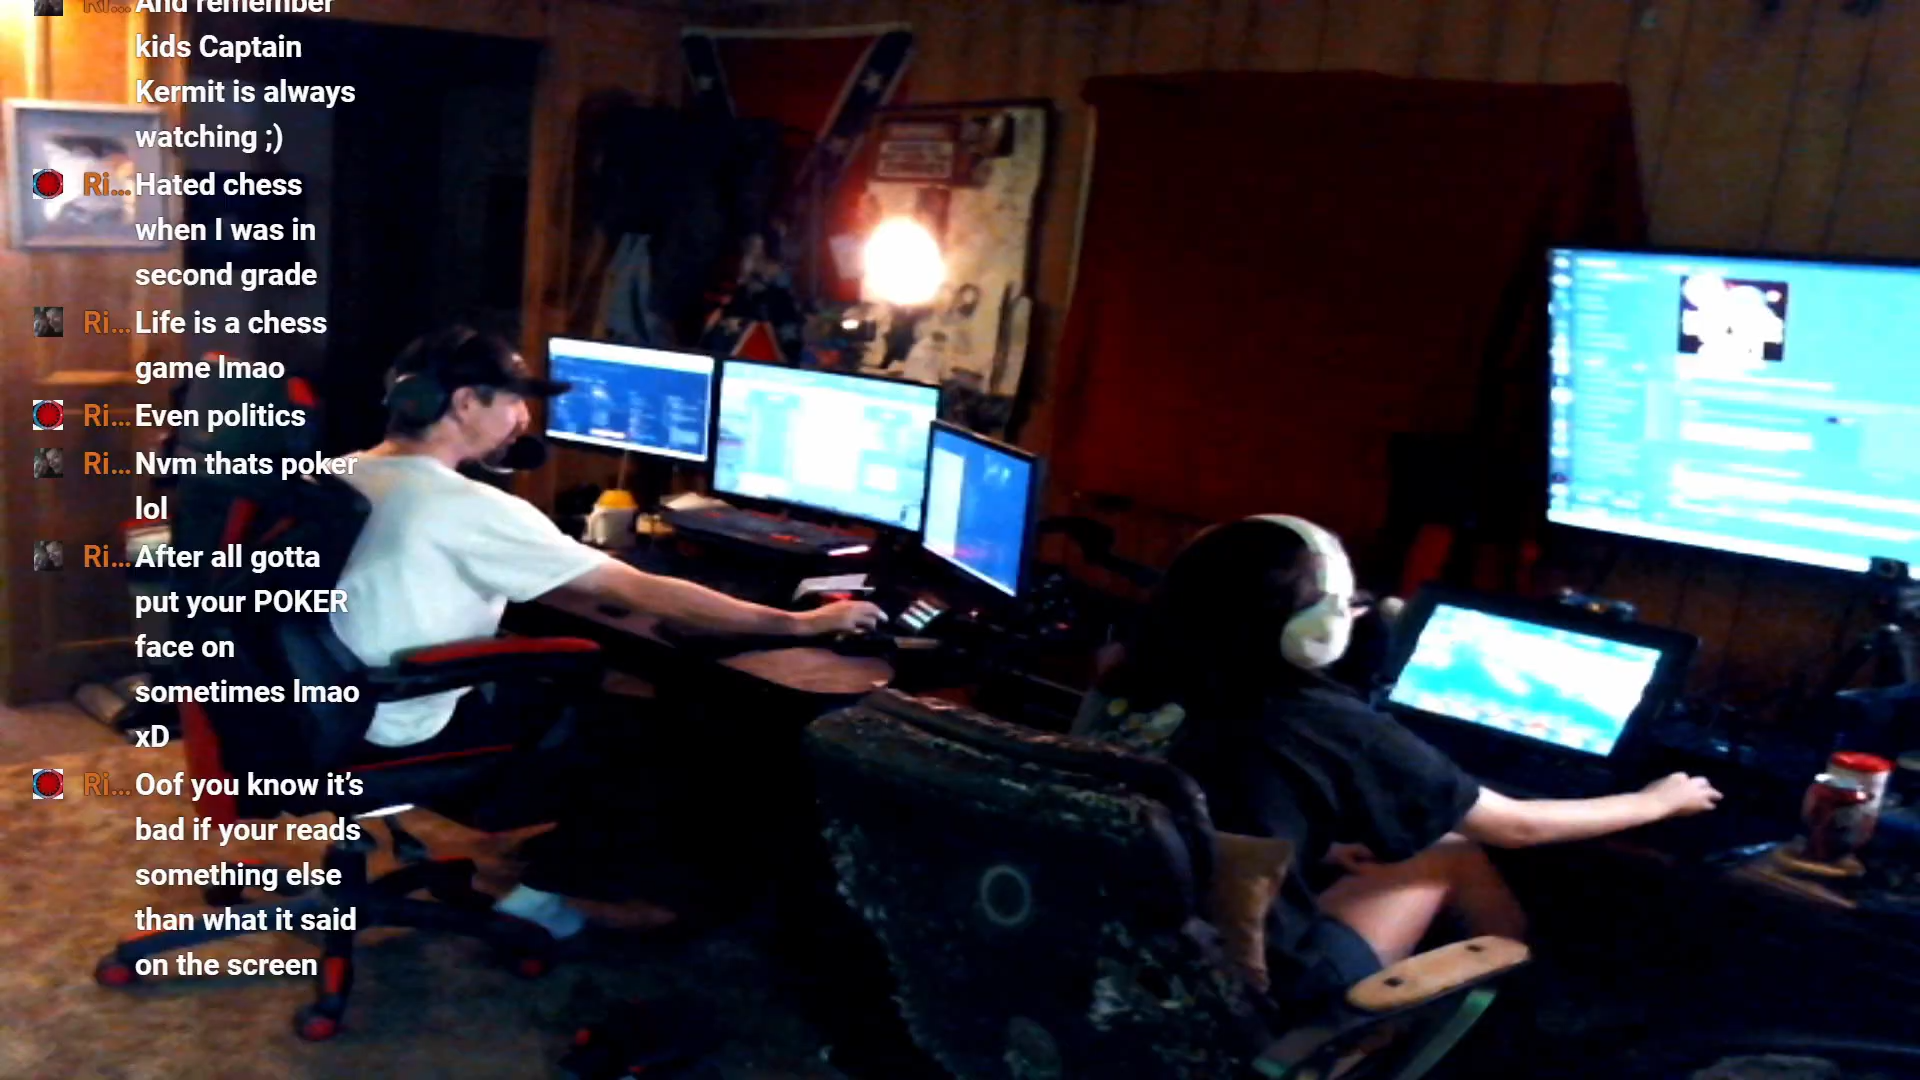 Ri... And remember
kids Captain
Kermit is always
watching ;)
Ri... Hated chess
when I was in
second grade
Ri... Life is a chess
game lmao
Ri... Even politics
Ri... Nvm thats poker
lol
Ri... After all gotta
put your POKER
face on
sometimes lmao
xD
Ri... Oof you know it’s
bad if your reads
something else
than what it said
on the screen